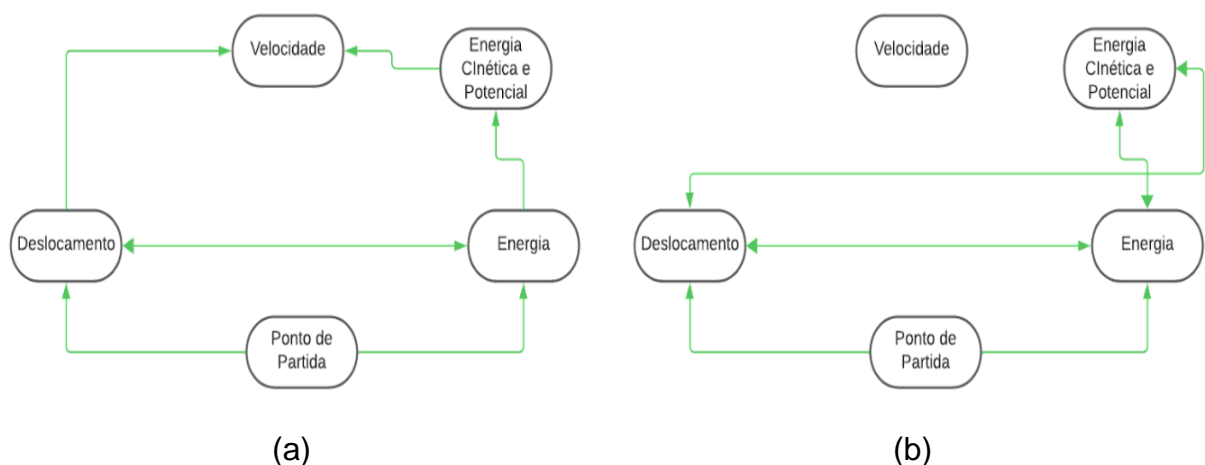 Velocidade
Energia
CInética e
Potencial
Deslocamento
Energia
Ponto de
Partida
(a)
Velocidade
Energia
CInética e
Potencial
Deslocamento
Energia
Ponto de
Partida
(b)